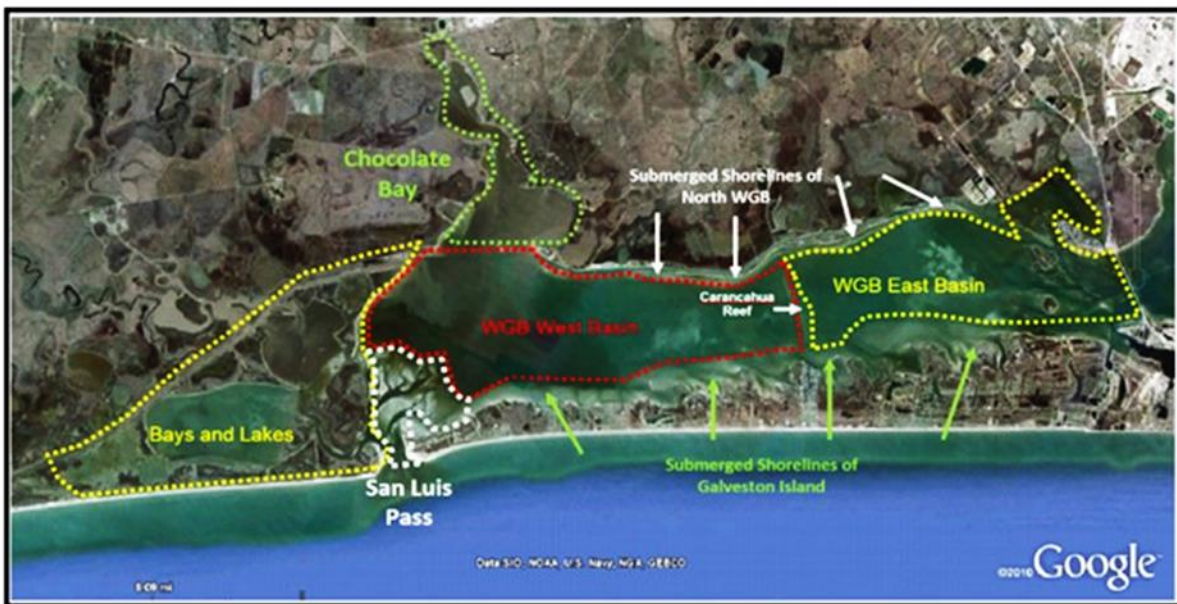 Chocolate
Bay
Submerged Shorelines of
North WGB
Carancahua
Reef
WGB East Basin
WGB West Basin
Bays and Lakes
San Luis
Pass
Submerged Shorelines of
Galveston Island
Data SIO, NOAA, U.S. Navy, NGA, GEBCO
©2010 Google